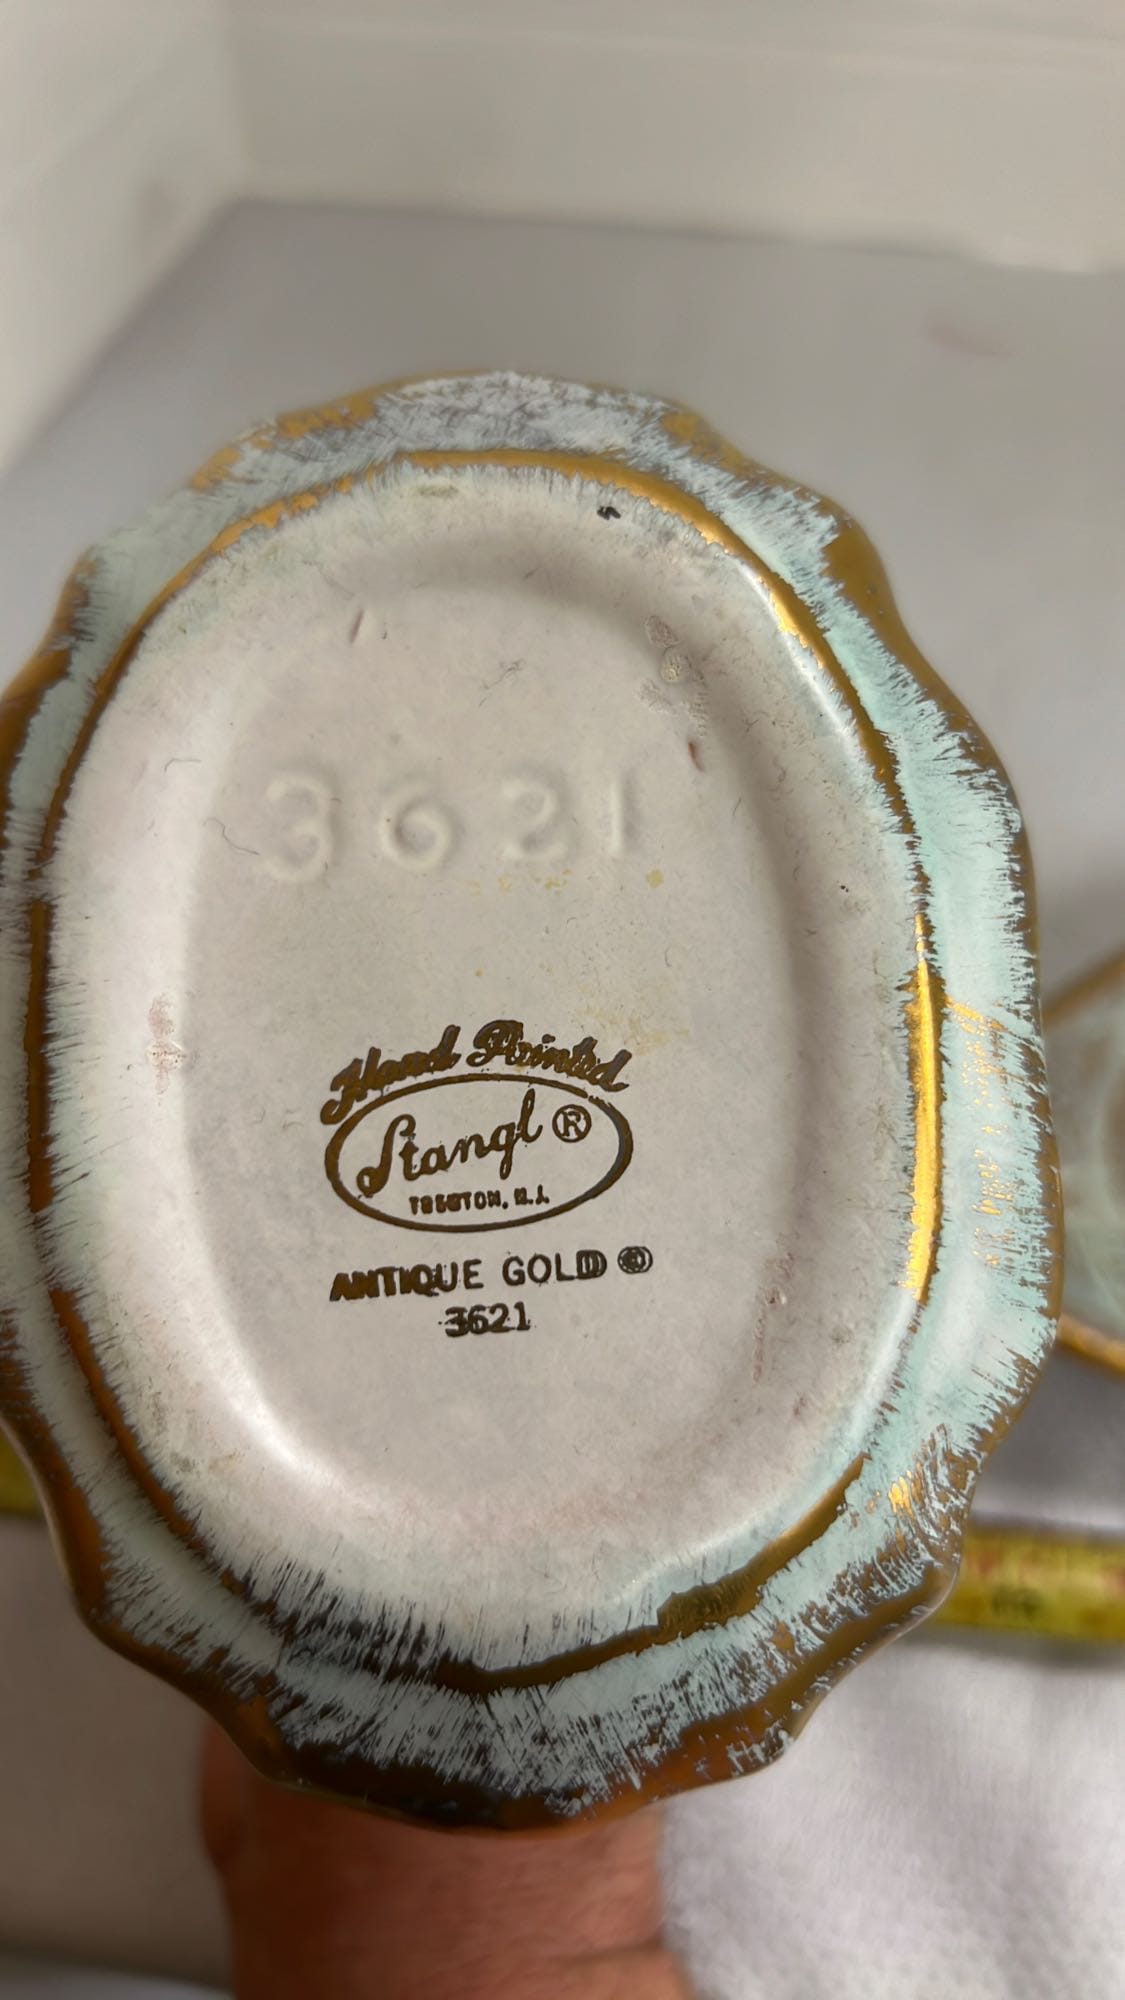 3621
Hand Painted
Stangl ®
TRENTON, N.J.
ANTIQUE GOLD ©
3621